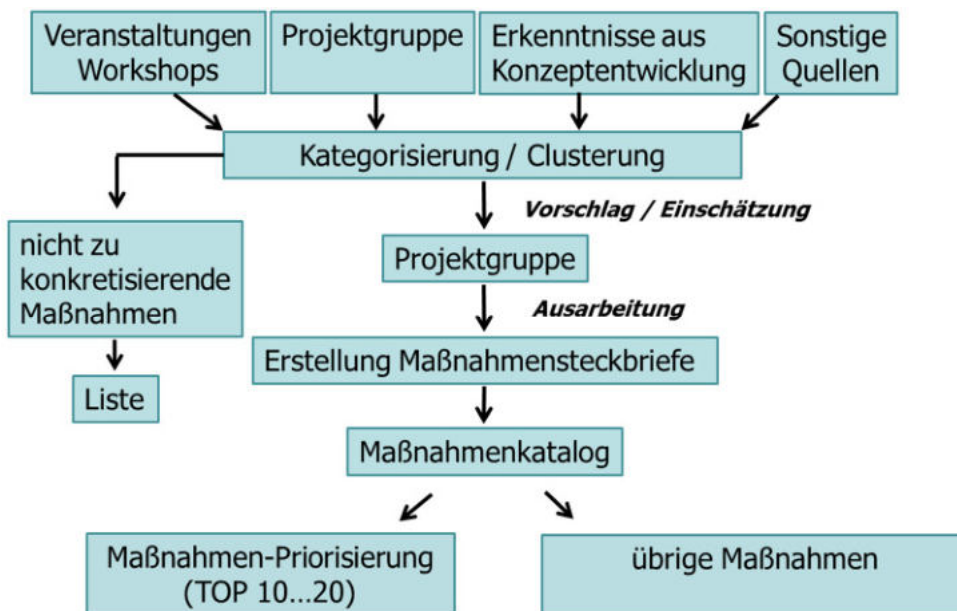 Veranstaltungen
Workshops
Projektgruppe
Erkenntnisse aus
Konzeptentwicklung
Sonstige
Quellen
Kategorisierung / Clusterung
Vorschlag / Einschätzung
nicht zu
konkretisierende
Maßnahmen
Projektgruppe
Ausarbeitung
Erstellung Maßnahmensteckbriefe
Liste
Maßnahmenkatalog
Maßnahmen-Priorisierung
(TOP 10...20)
übrige Maßnahmen